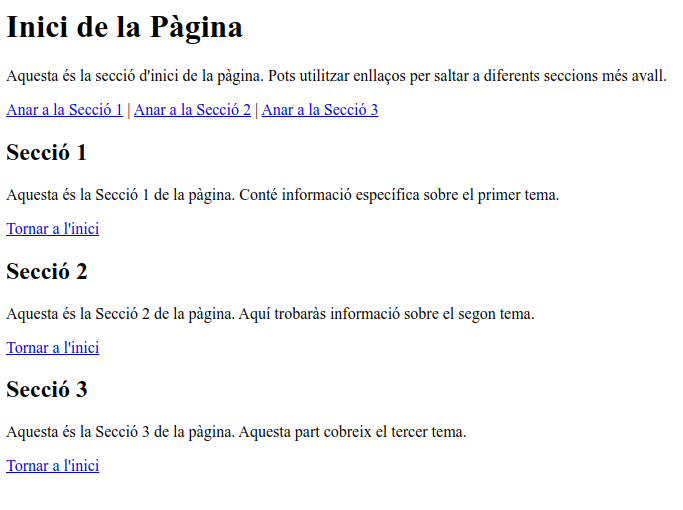 Inici de la Pàgina
Aquesta és la secció d'inici de la pàgina. Pots utilitzar enllaços per saltar a diferents seccions més avall.
Anar a la Secció 1 | Anar a la Secció 2 | Anar a la Secció 3
Secció 1
Aquesta és la Secció 1 de la pàgina. Conté informació específica sobre el primer tema.
Tornar a l'inici
Secció 2
Aquesta és la Secció 2 de la pàgina. Aquí trobaràs informació sobre el segon tema.
Tornar a l'inici
Secció 3
Aquesta és la Secció 3 de la pàgina. Aquesta part cobreix el tercer tema.
Tornar a l'inici